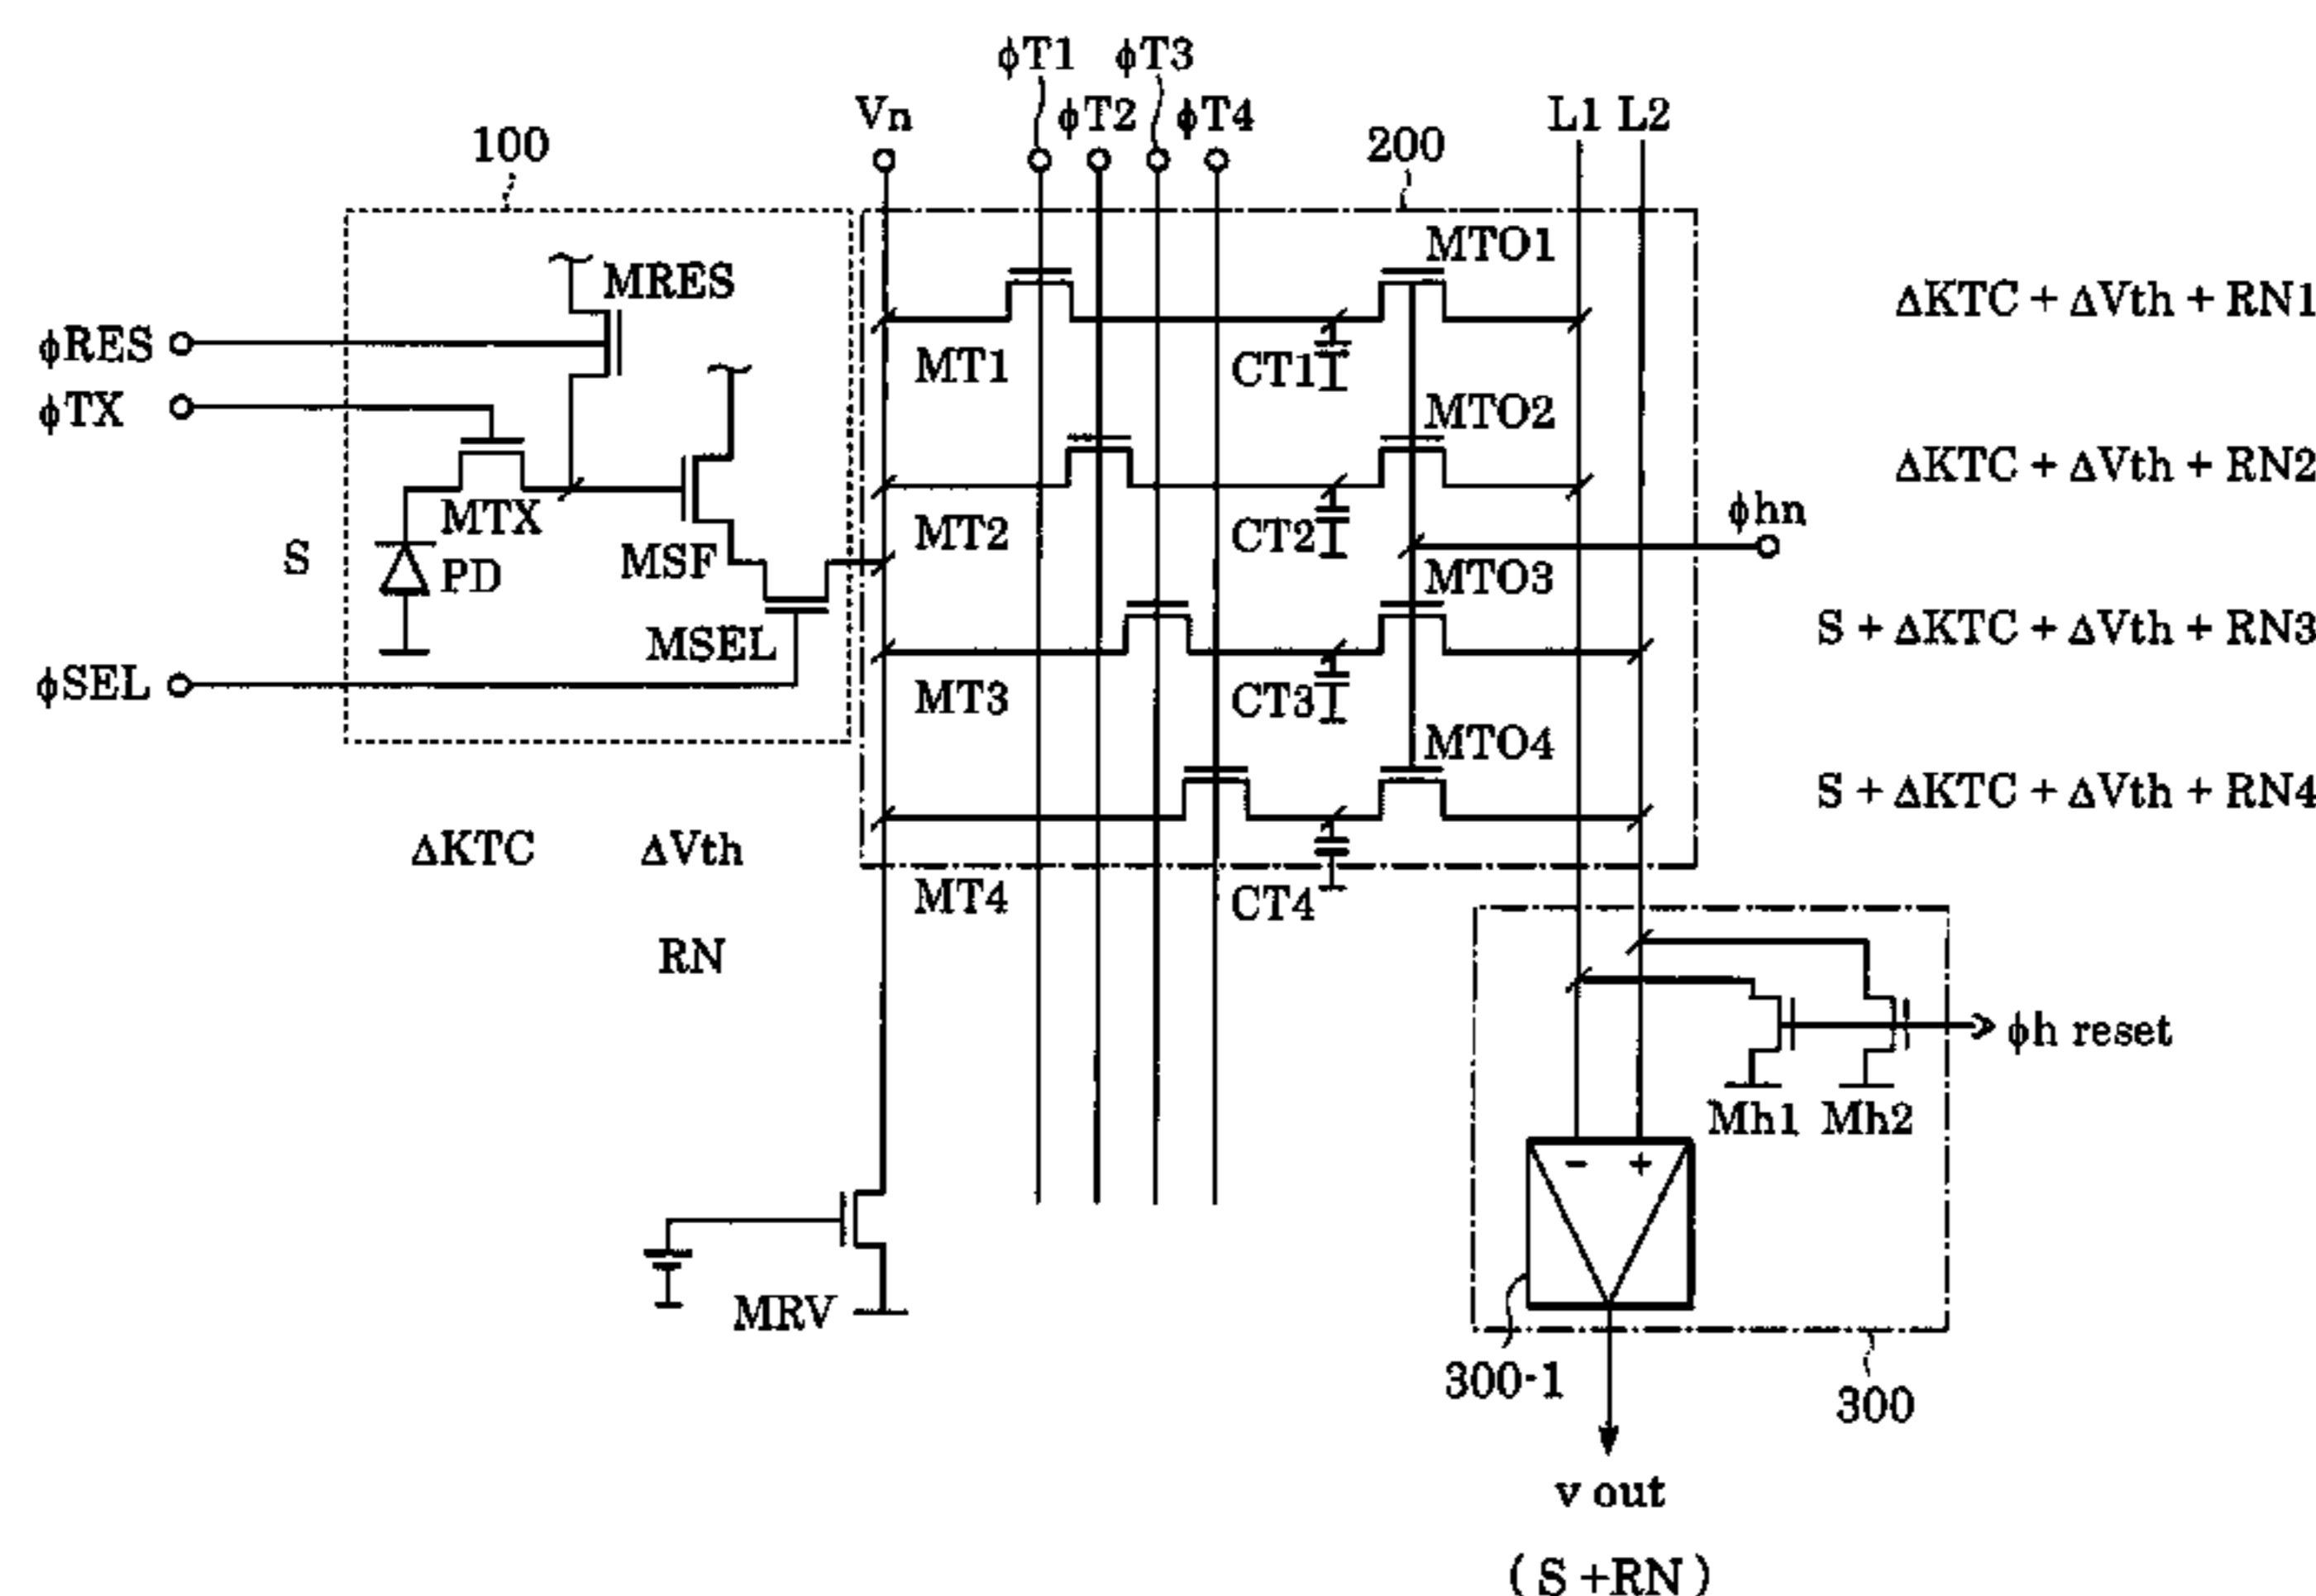 φT1 φT3
Vn φT2 φT4 L1 L2
100 200
MTO1
MRES ΔKTC + ΔVth + RN1
φRES
MT1 CT1
φTX MTO2
ΔKTC + ΔVth + RN2
MTX φhn
S PD MSF MT2 CT2
MTO3
MSEL S + ΔKTC + ΔVth + RN3
φSEL MT3 CT3
MTO4
S + ΔKTC + ΔVth + RN4
ΔKTC ΔVth
MT4 CT4
RN
φh reset
Mh1 Mh2
- +
MRV
300-1
300
v out
( S +RN )